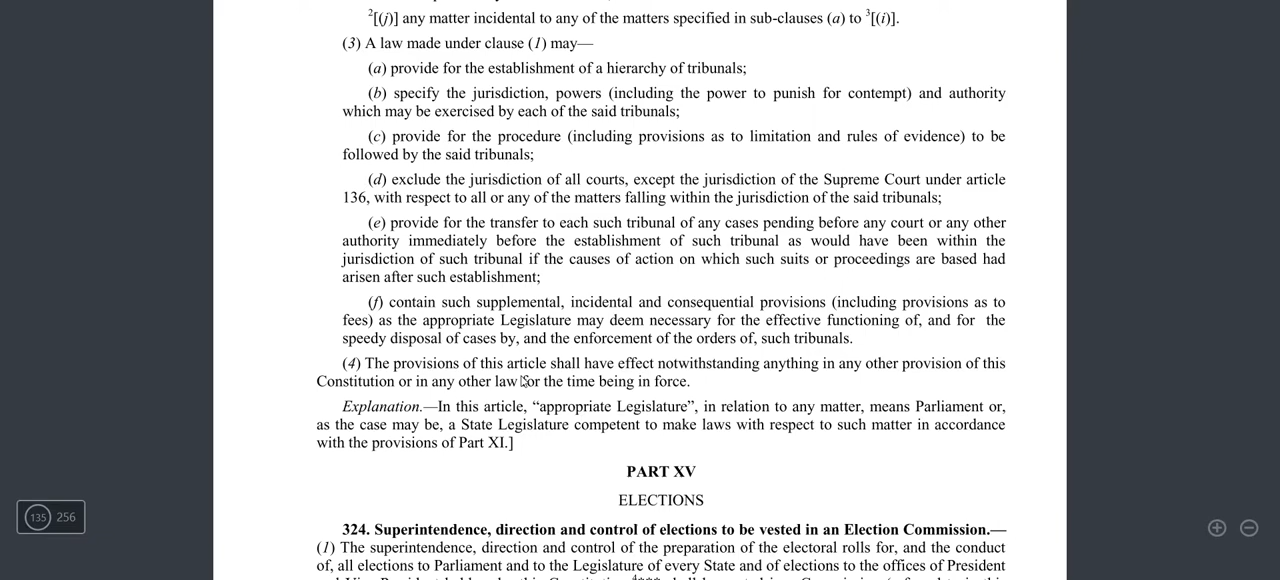 2[(j)] any matter incidental to any of the matters specified in sub-clauses (a) to 3[(i)].
(3) A law made under clause (1) may—
(a) provide for the establishment of a hierarchy of tribunals;
(b) specify the jurisdiction, powers (including the power to punish for contempt) and authority
which may be exercised by each of the said tribunals;
(c) provide for the procedure (including provisions as to limitation and rules of evidence) to be
followed by the said tribunals;
(d) exclude the jurisdiction of all courts, except the jurisdiction of the Supreme Court under article
136, with respect to all or any of the matters falling within the jurisdiction of the said tribunals;
(e) provide for the transfer to each such tribunal of any cases pending before any court or any other
authority immediately before the establishment of such tribunal as would have been within the
jurisdiction of such tribunal if the causes of action on which such suits or proceedings are based had
arisen after such establishment;
(f) contain such supplemental, incidental and consequential provisions (including provisions as to
fees) as the appropriate Legislature may deem necessary for the effective functioning of, and for the
speedy disposal of cases by, and the enforcement of the orders of, such tribunals.
(4) The provisions of this article shall have effect notwithstanding anything in any other provision of this
Constitution or in any other law for the time being in force.
Explanation.—In this article, “appropriate Legislature”, in relation to any matter, means Parliament or,
as the case may be, a State Legislature competent to make laws with respect to such matter in accordance
with the provisions of Part XI.]
PART XV
ELECTIONS
135 256
324. Superintendence, direction and control of elections to be vested in an Election Commission.—
(1) The superintendence, direction and control of the preparation of the electoral rolls for, and the conduct
of, all elections to Parliament and to the Legislature of every State and of elections to the offices of President